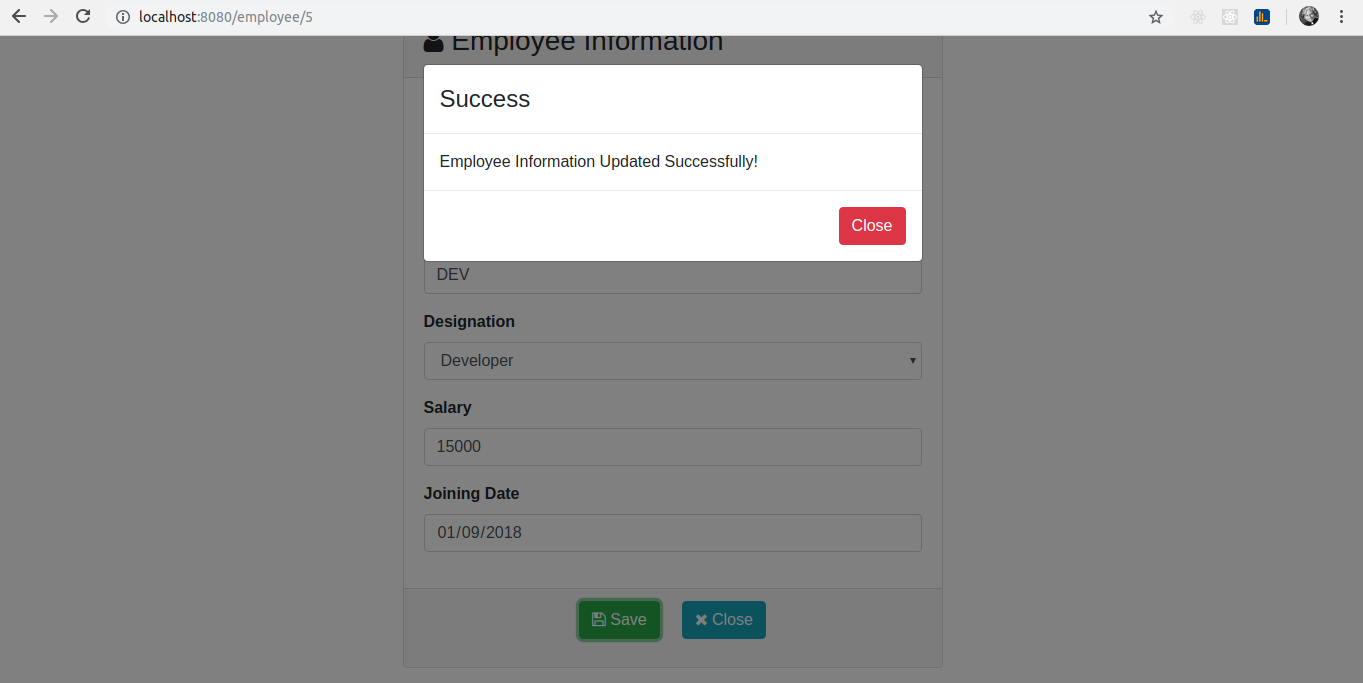 localhost:8080/employee/5
Employee Information
Success
Employee Information Updated Successfully!
Close
DEV
Designation
Developer
Salary
15000
Joining Date
01/09/2018
Save Close